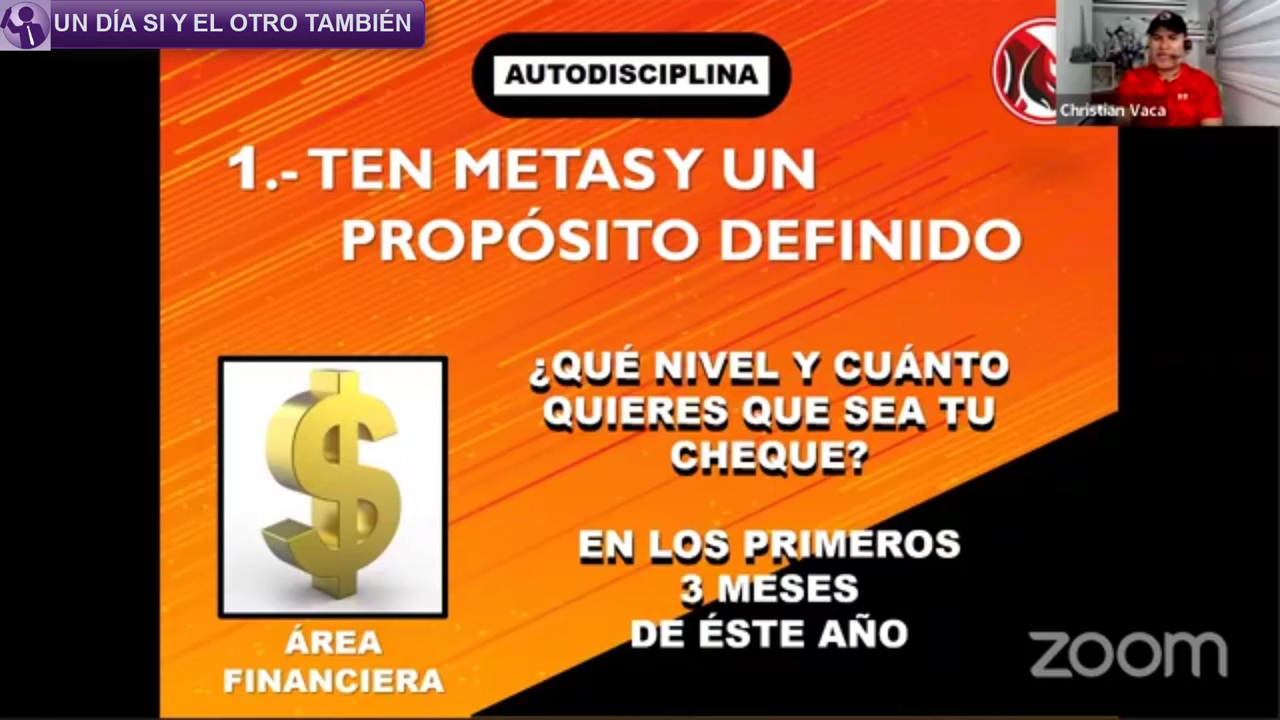 UN DÍA SI Y EL OTRO TAMBIÉN
AUTODISCIPLINA
Christian Vaca
1.- TEN METAS Y UN
PROPÓSITO DEFINIDO
¿QUÉ NIVEL Y CUÁNTO
QUIERES QUE SEA TU
CHEQUE?
EN LOS PRIMEROS
3 MESES
DE ÉSTE AÑO
ÁREA
FINANCIERA
zoom